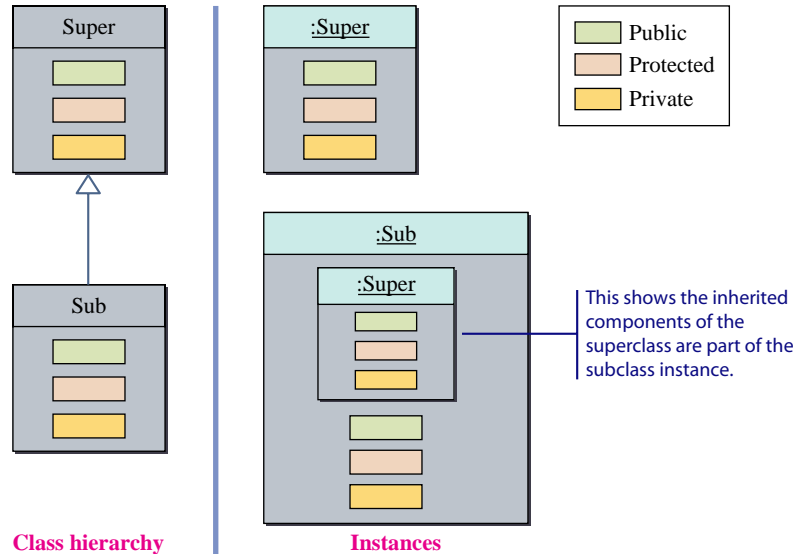 Super
:Super
Public
Protected
Private
:Sub
:Super
Sub
This shows the inherited
components of the
superclass are part of the
subclass instance.
Class hierarchy
Instances